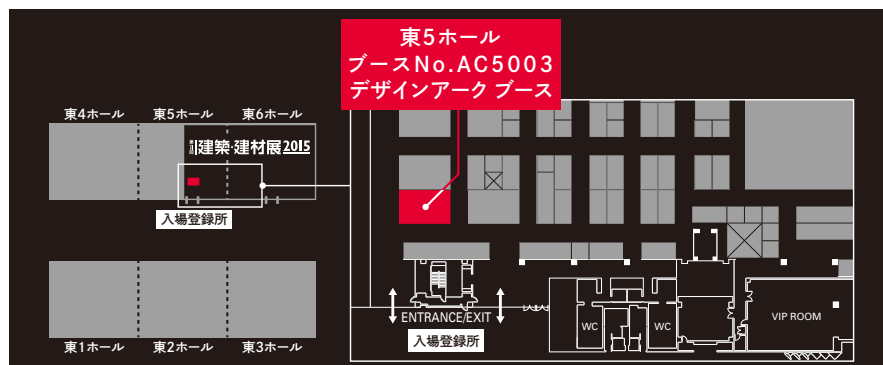 東5ホール
ブースNo.AC5003
デザインアーク ブース
東4ホール
東5ホール
東6ホール
建築・建材展2015
入場登録所
東1ホール
東2ホール
東3ホール
ENTRANCE/EXIT
入場登録所
WC
WC
VIP ROOM